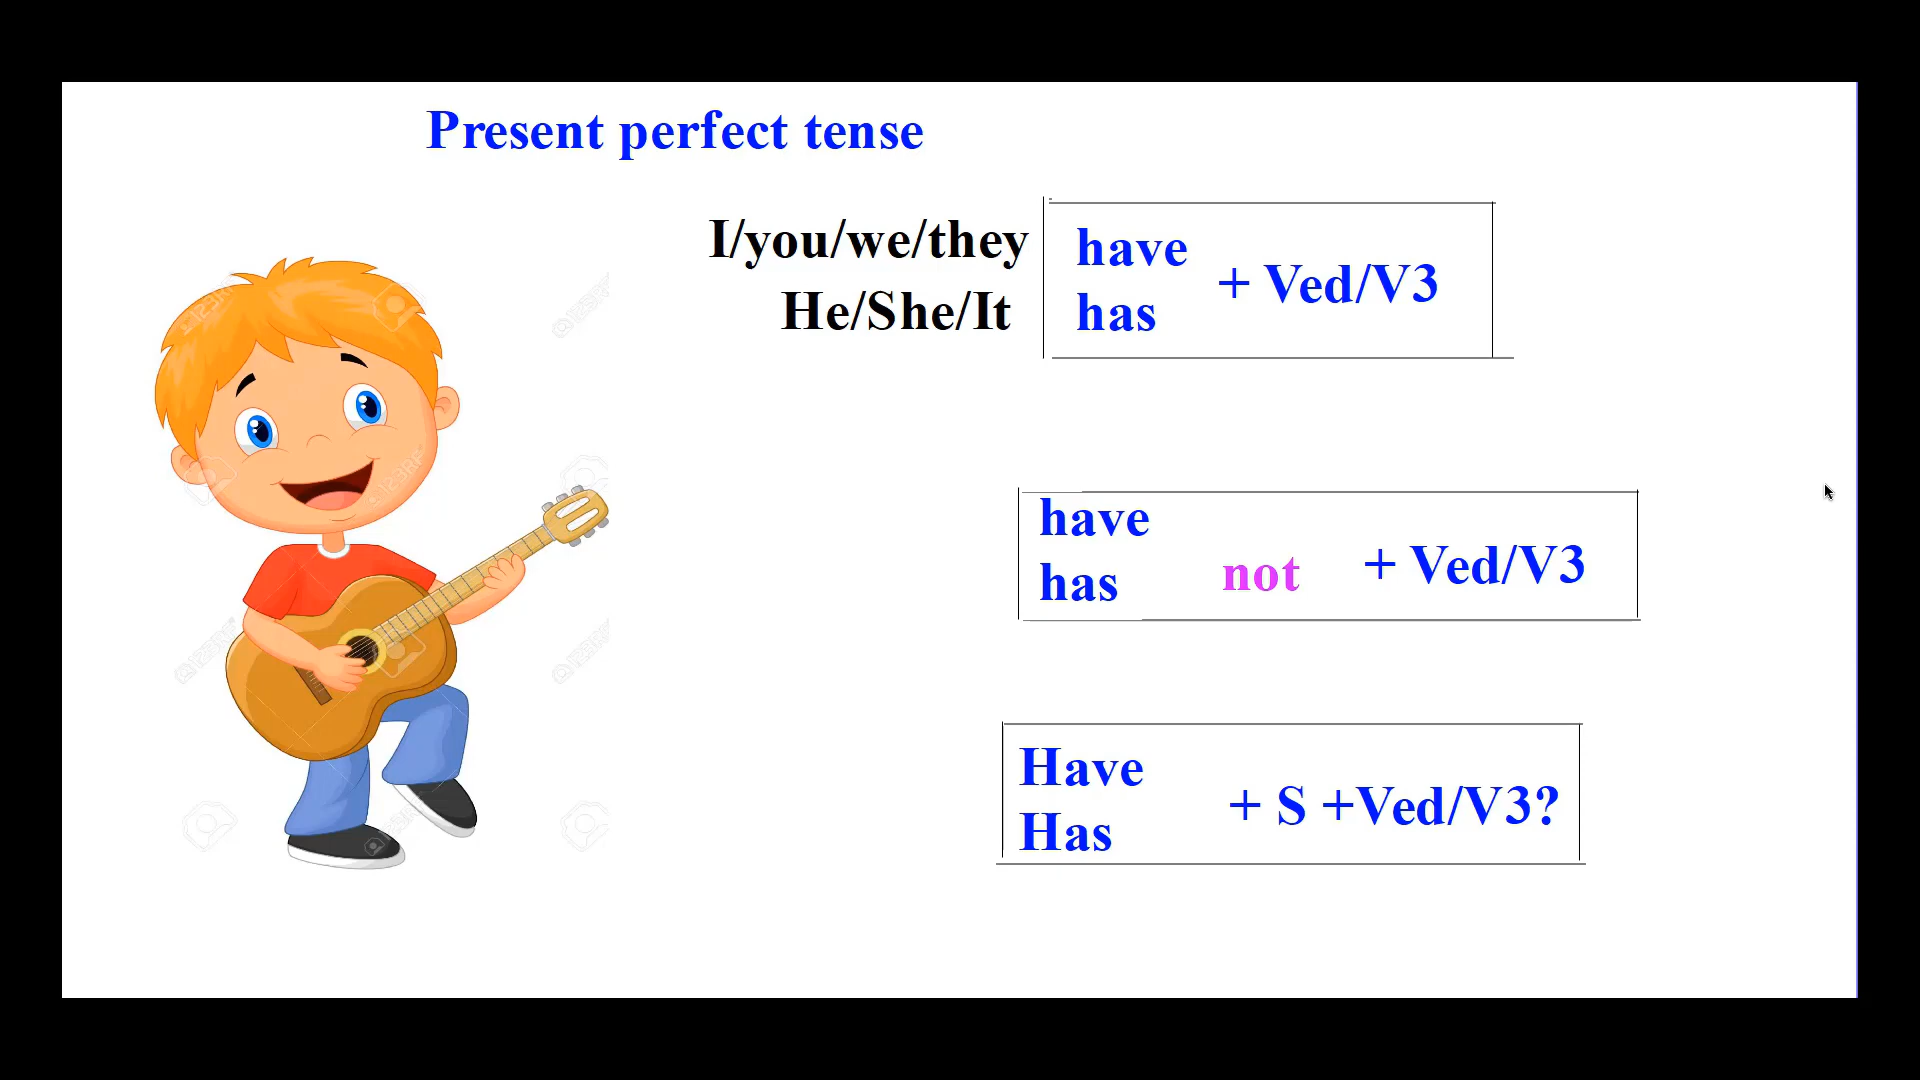 Present perfect tense
I/you/we/they have
He/She/It has + Ved/V3
have
has not + Ved/V3
Have
Has + S +Ved/V3?
123RF